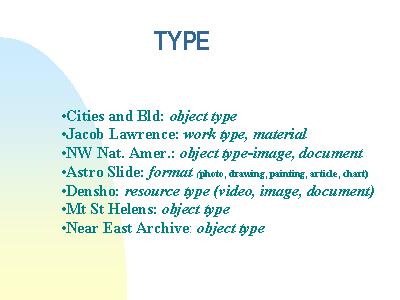 TYPE
•Cities and Bld: object type
•Jacob Lawrence: work type, material
•NW Nat. Amer.: object type-image, document
•Astro Slide: format (photo, drawing, painting, article, chart)
•Densho: resource type (video, image, document)
•Mt St Helens: object type
•Near East Archive: object type